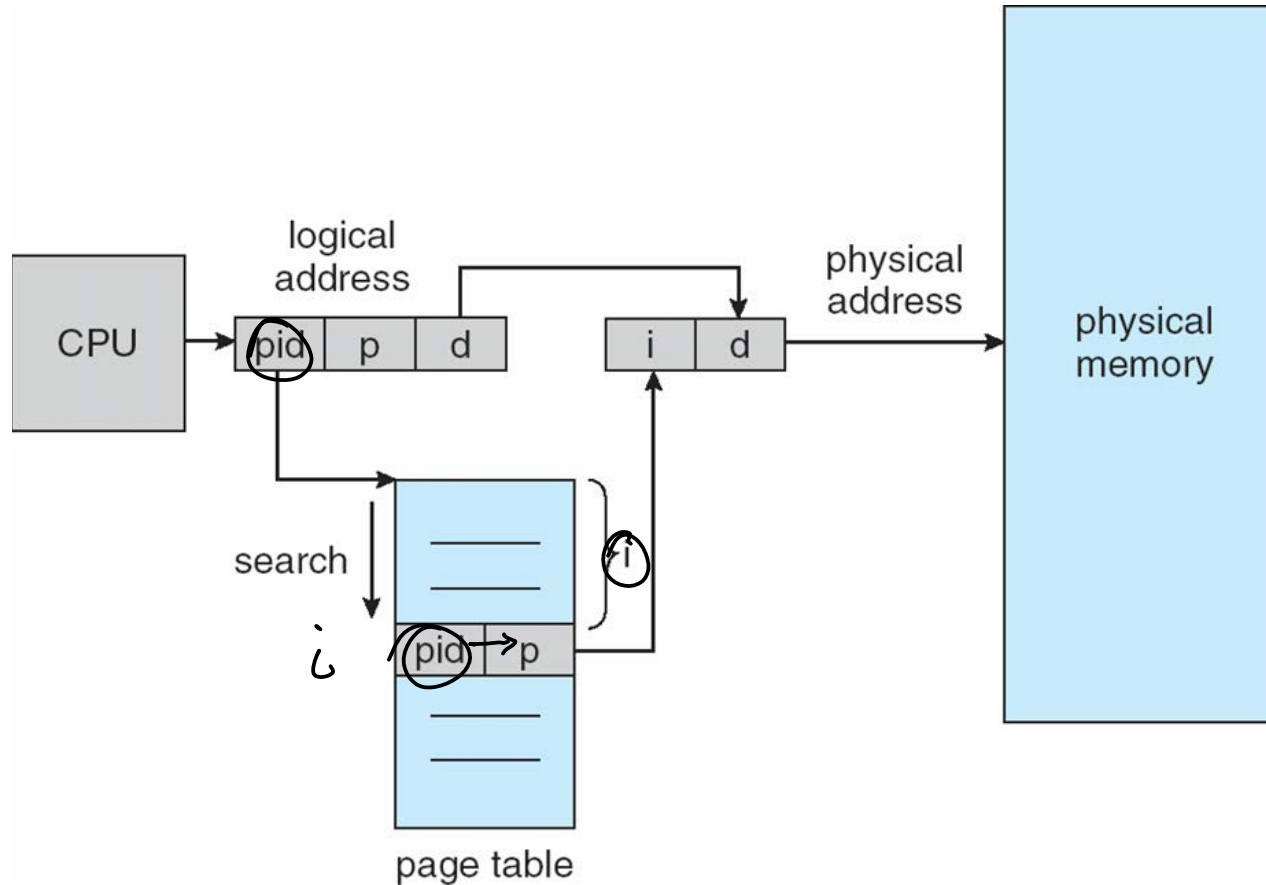 logical
address
CPU
pid p d
i d
physical
address
physical
memory
search
i
i
pid p
page table